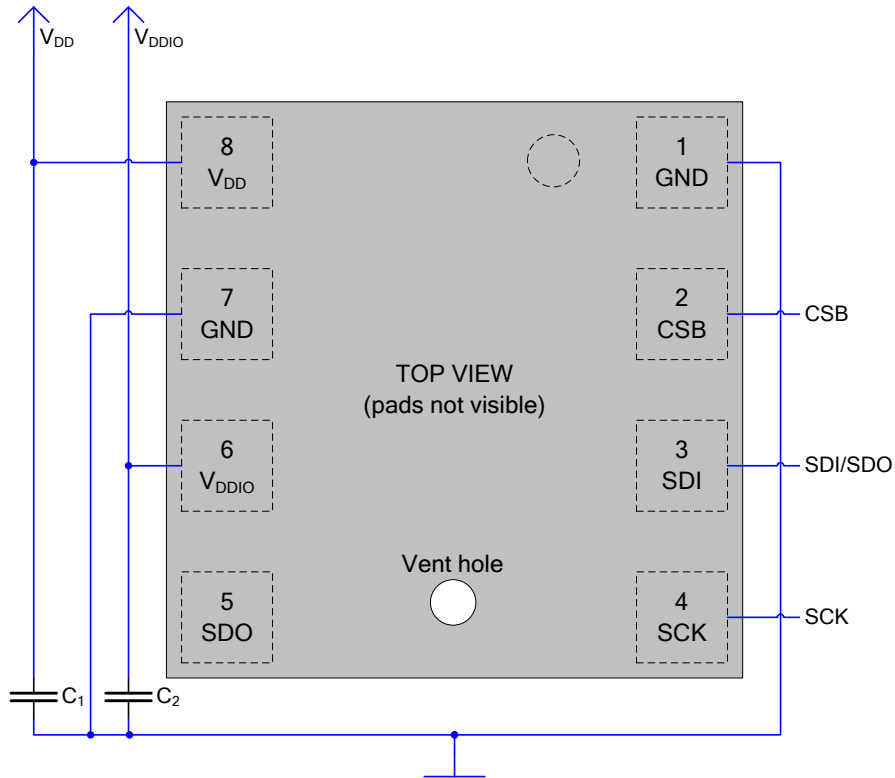 VDD
VDDIO
8
VDD
1
GND
7
GND
2
CSB
CSB
TOP VIEW
(pads not visible)
6
VDDIO
3
SDI
SDI/SDO
Vent hole
5
SDO
4
SCK
SCK
C1
C2